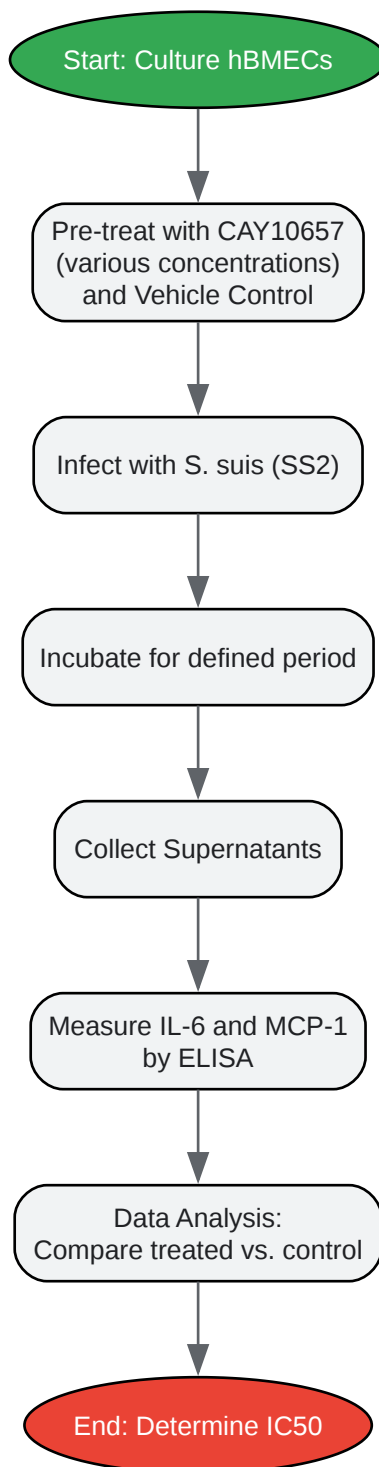 Start: Culture hBMECs
Pre-treat with CAY10657
(various concentrations)
and Vehicle Control
Infect with S. suis (SS2)
Incubate for defined period
Collect Supernatants
Measure IL-6 and MCP-1
by ELISA
Data Analysis:
Compare treated vs. control
End: Determine IC50